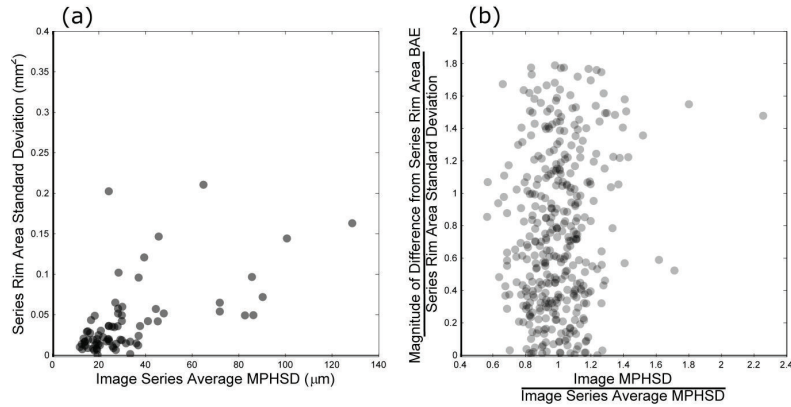 (a)
Series Rim Area Standard Deviation (mm²)
0.4
0.35
0.3
0.25
0.2
0.15
0.1
0.05
0
0 20 40 60 80 100 120 140
Image Series Average MPHSD (μm)
(b)
Magnitude of Difference from Series Rim Area BAE
Series Rim Area Standard Deviation
2
1.8
1.6
1.4
1.2
1
0.8
0.6
0.4
0.2
0
0.4 0.6 0.8 1 1.2 1.4 1.6 1.8 2 2.2 2.4
Image MPHSD
Image Series Average MPHSD